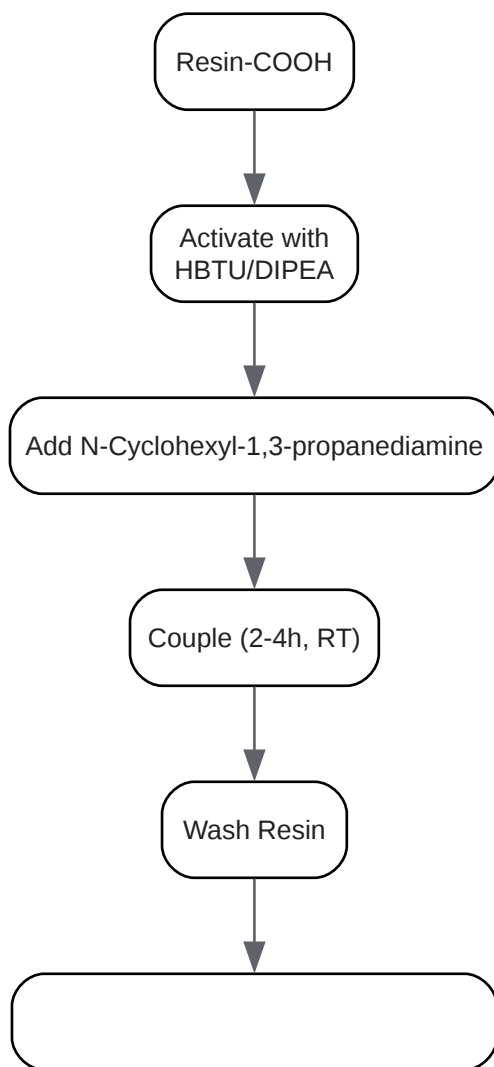 Resin-COOH
Activate with
HBTU/DIPEA
Add N-Cyclohexyl-1,3-propanediamine
Couple (2-4h, RT)
Wash Resin